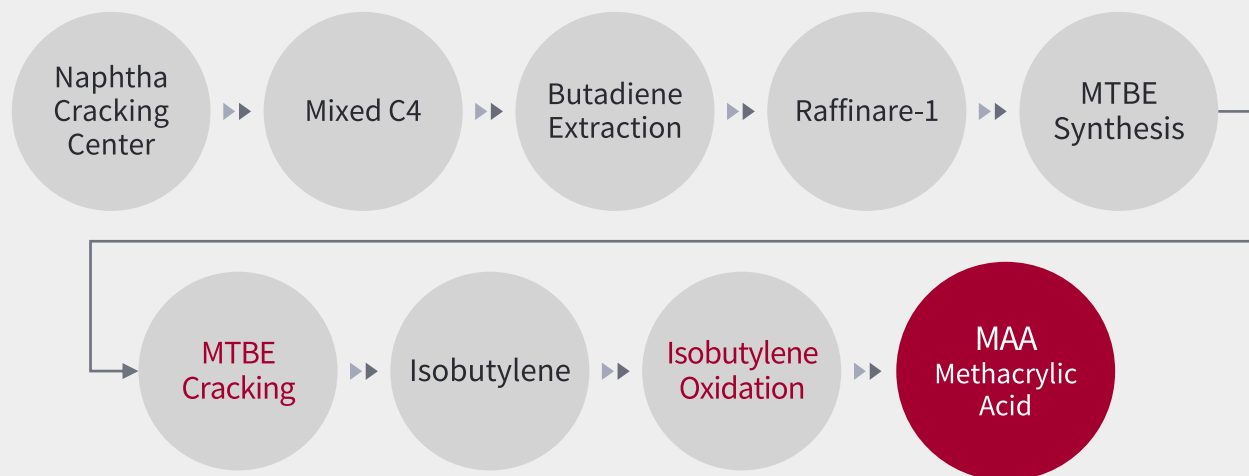 Naphtha
Cracking
Center
Mixed C4
Butadiene
Extraction
Raffinare-1
MTBE
Synthesis
MTBE
Cracking
Isobutylene
Isobutylene
Oxidation
MAA
Methacrylic
Acid